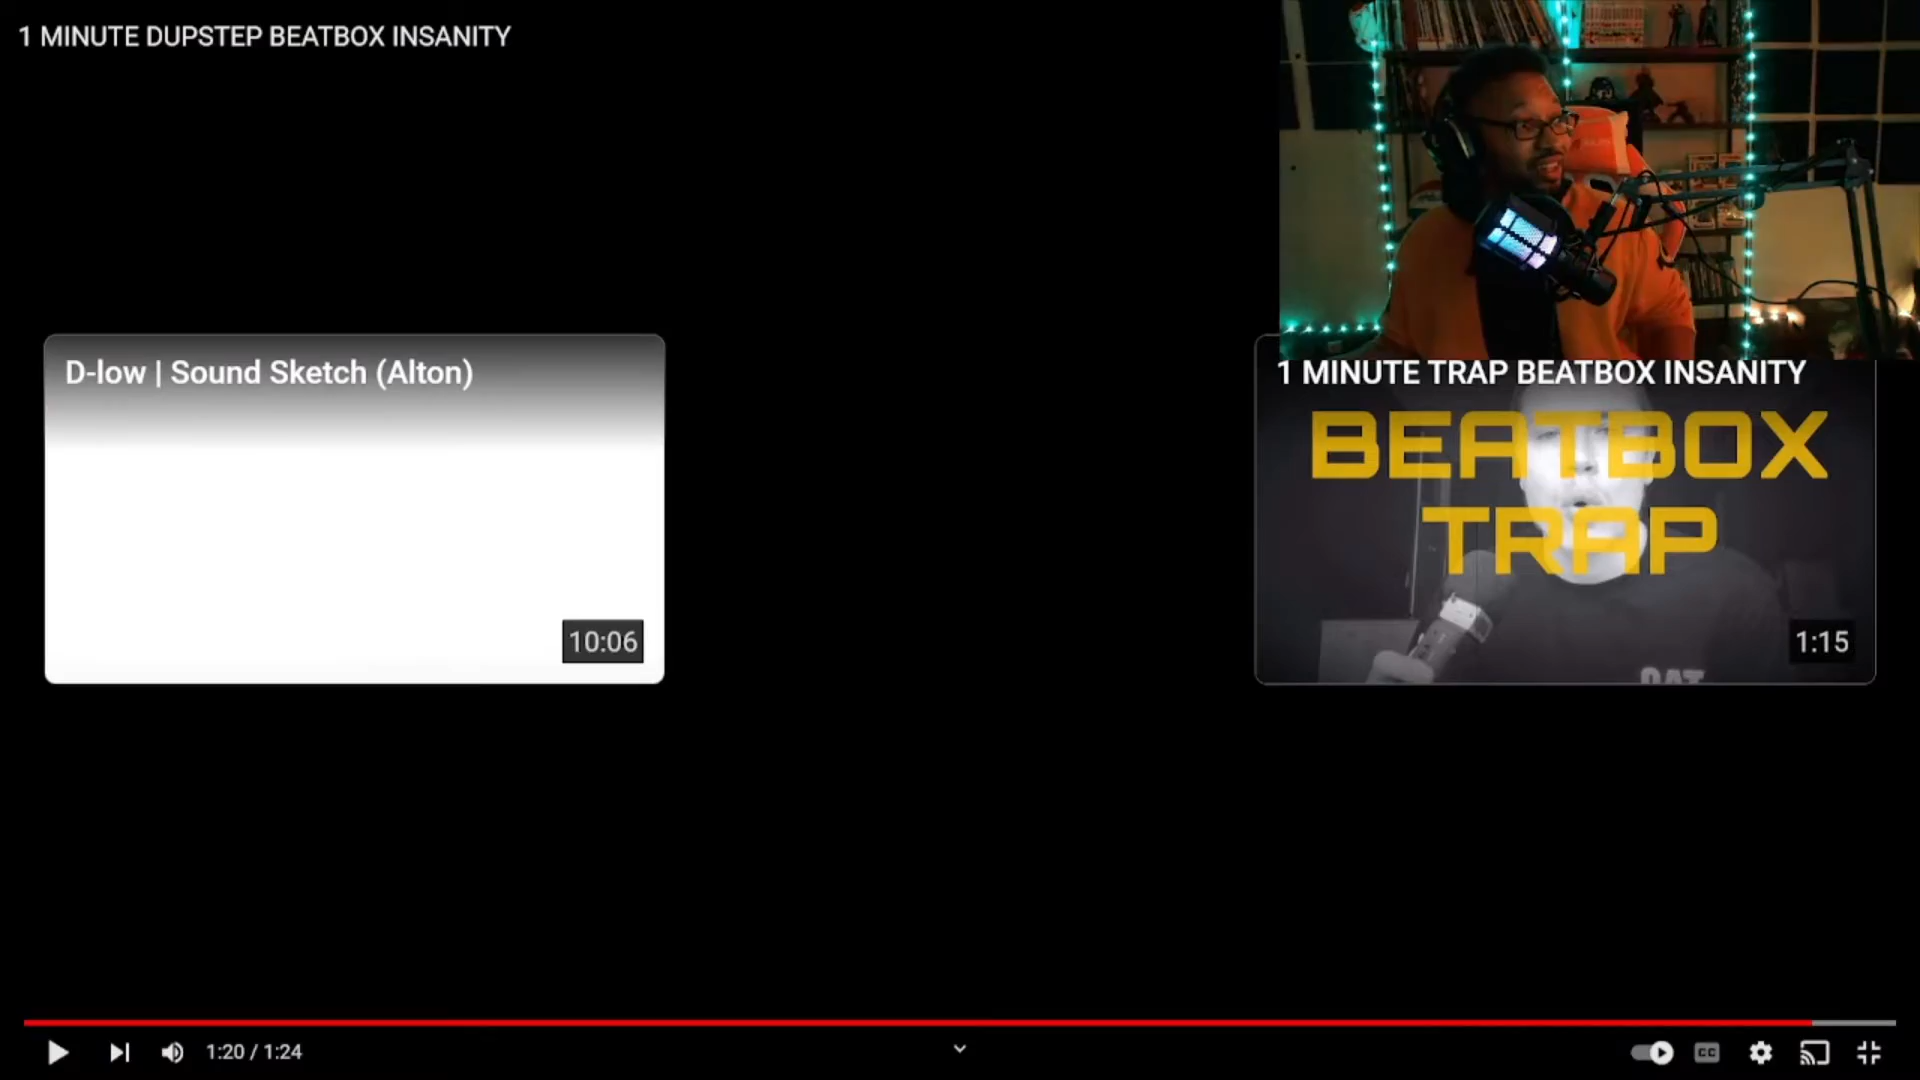 1 MINUTE DUPSTEP BEATBOX INSANITY
D-low | Sound Sketch (Alton)
10:06
1 MINUTE TRAP BEATBOX INSANITY
BEATBOX
TRAP
1:15
1:20 / 1:24
CC